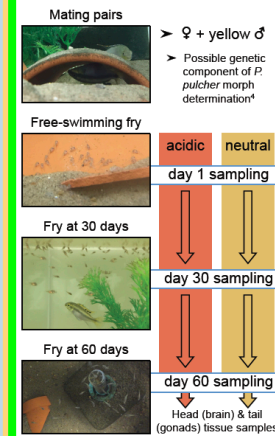 Mating pairs
➤ ♀ + yellow ♂
➤ Possible genetic
component of P.
pulcher morph
determination⁴
Free-swimming fry
acidic neutral
day 1 sampling
Fry at 30 days
day 30 sampling
Fry at 60 days
day 60 sampling
Head (brain) & tail
(gonads) tissue samples